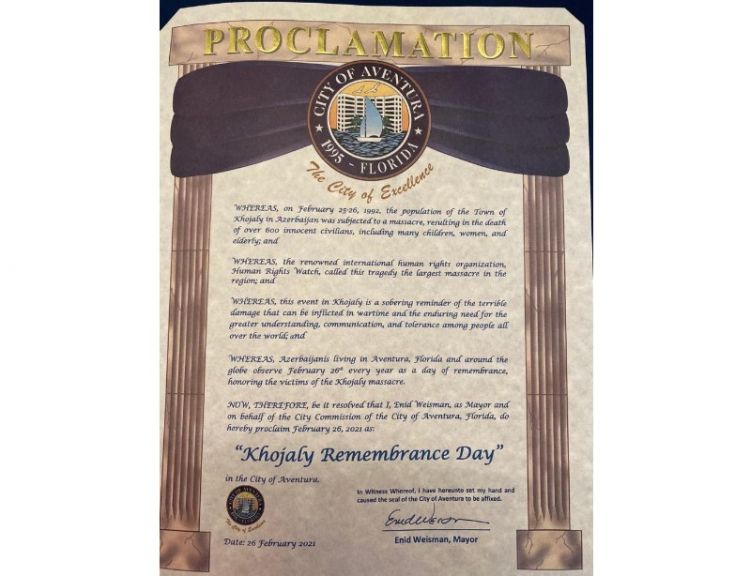 PROCLAMATION
CITY OF AVENTURA
1995 - FLORIDA
The City of Excellence
WHEREAS, on February 25-26, 1992, the population of the Town of
Khojaly in Azerbaijan was subjected to a massacre, resulting in the death
of over 600 innocent civilians, including many children, women, and
elderly; and
WHEREAS, the renowned international human rights organization,
Human Rights Watch, called this tragedy the largest massacre in the
region; and
WHEREAS, this event in Khojaly is a sobering reminder of the terrible
damage that can be inflicted in wartime and the enduring need for the
greater understanding, communication, and tolerance among people all
over the world; and
WHEREAS, Azerbaijanis living in Aventura, Florida and around the
globe observe February 26th every year as a day of remembrance,
honoring the victims of the Khojaly massacre.
NOW, THEREFORE, be it resolved that I, Enid Weisman, as Mayor and
on behalf of the City Commission of the City of Aventura, Florida, do
hereby proclaim February 26, 2021 as:
"Khojaly Remembrance Day"
in the City of Aventura.
In Witness Whereof, I have hereunto set my hand and
caused the seal of the City of Aventura to be affixed.
The City of Excellence
Enid Weisman
Date: 26 February 2021
Enid Weisman, Mayor